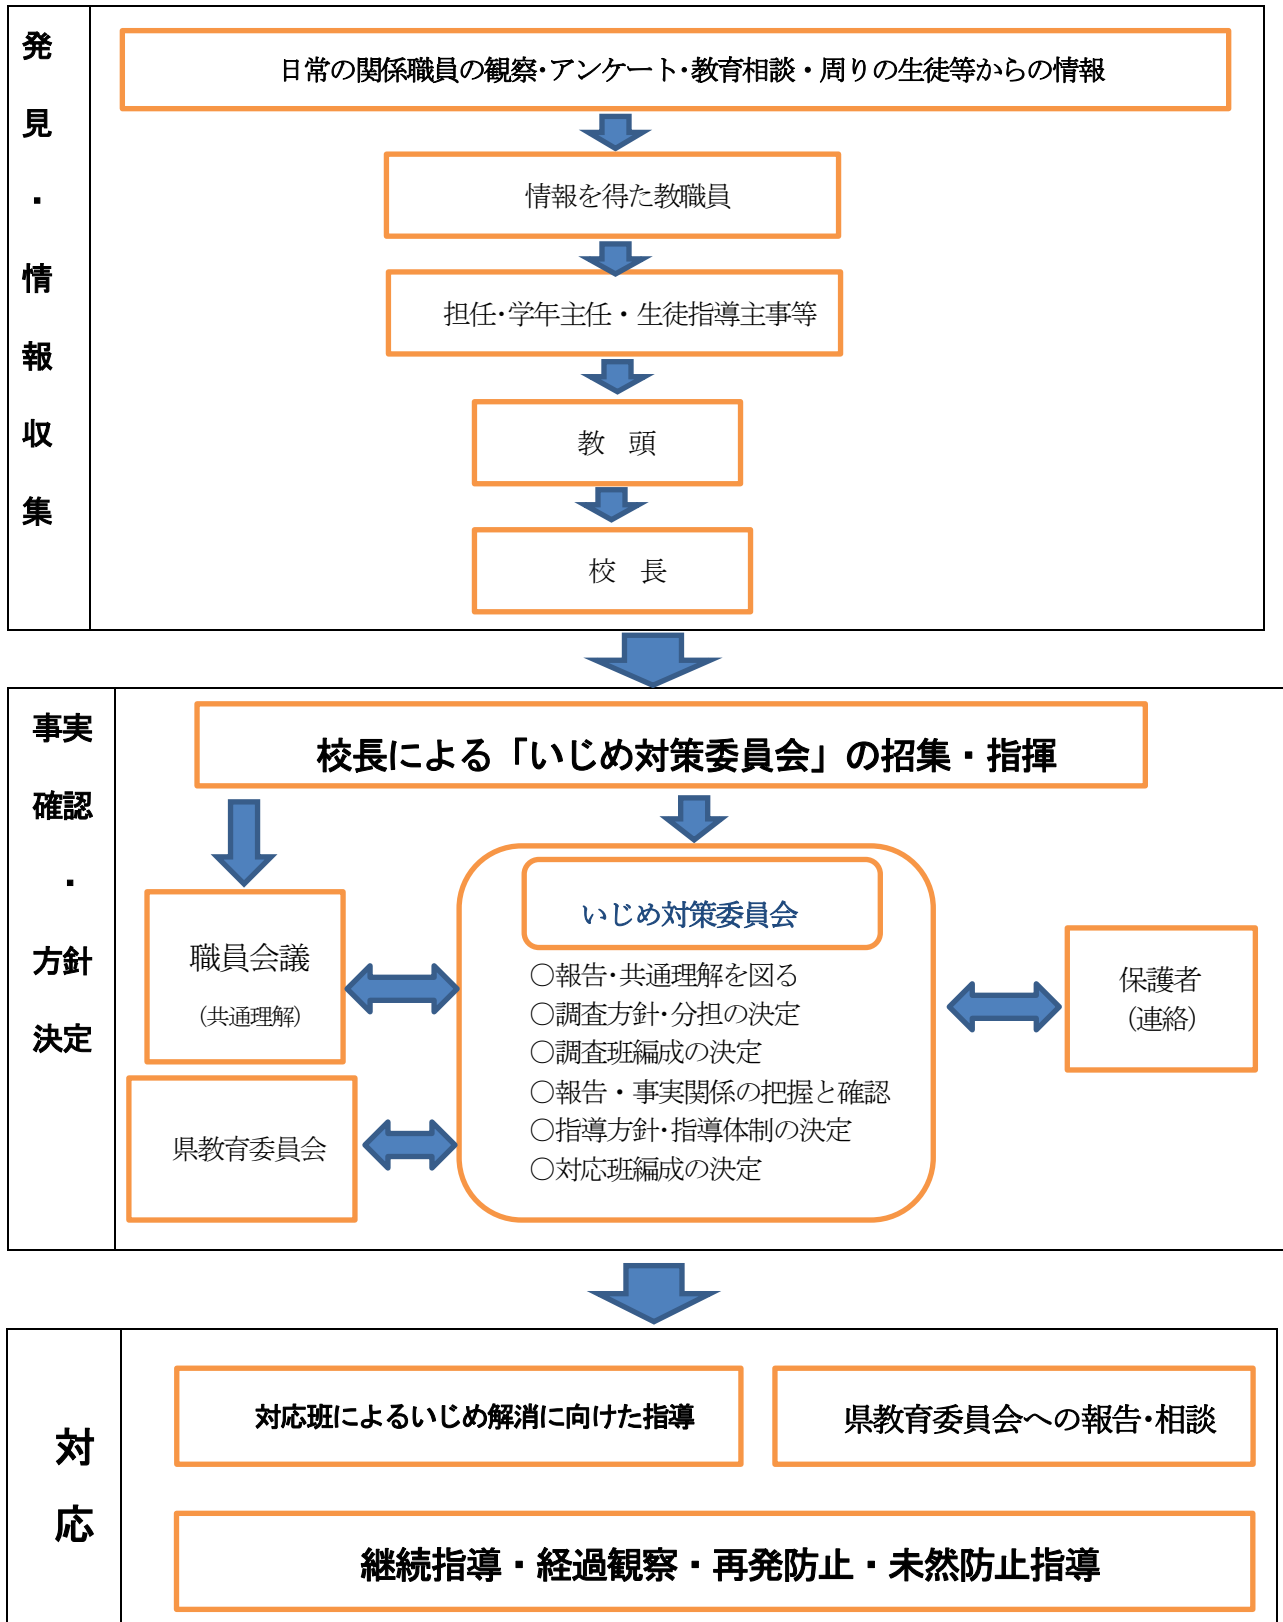 発見・情報収集
日常の関係職員の観察･アンケート･教育相談・周りの生徒等からの情報
情報を得た教職員
担任･学年主任・生徒指導主事等
教　頭
校　長
事実
確認
・
方針
決定
校長による「いじめ対策委員会」の招集・指揮
いじめ対策委員会
○報告･共通理解を図る
○調査方針･分担の決定
○調査班編成の決定
○報告・事実関係の把握と確認
○指導方針･指導体制の決定
○対応班編成の決定
職員会議
（共通理解）
県教育委員会
保護者
（連絡）
対応
対応班によるいじめ解消に向けた指導
県教育委員会への報告･相談
継続指導・経過観察・再発防止・未然防止指導